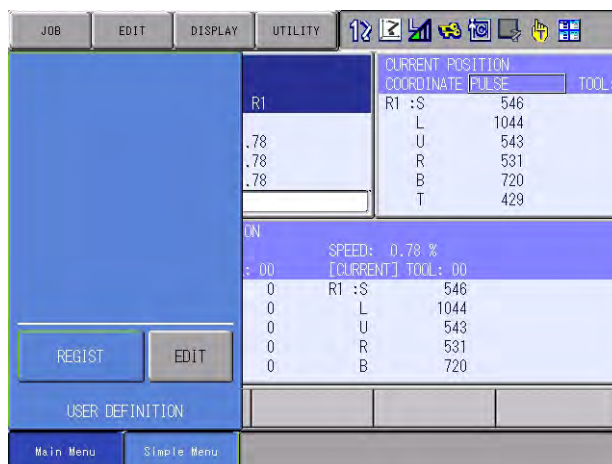 JOB EDIT DISPLAY UTILITY
CURRENT POSITION
COORDINATE PULSE TOOL:
R1
R1 :S 546
L 1044
.78 U 543
.78 R 531
.78 B 720
T 429
ON
SPEED: 0.78 %
: 00 [CURRENT] TOOL: 00
0 R1 :S 546
0 L 1044
0 U 543
0 R 531
0 B 720
REGIST EDIT
USER DEFINITION
Main Menu Simple Menu